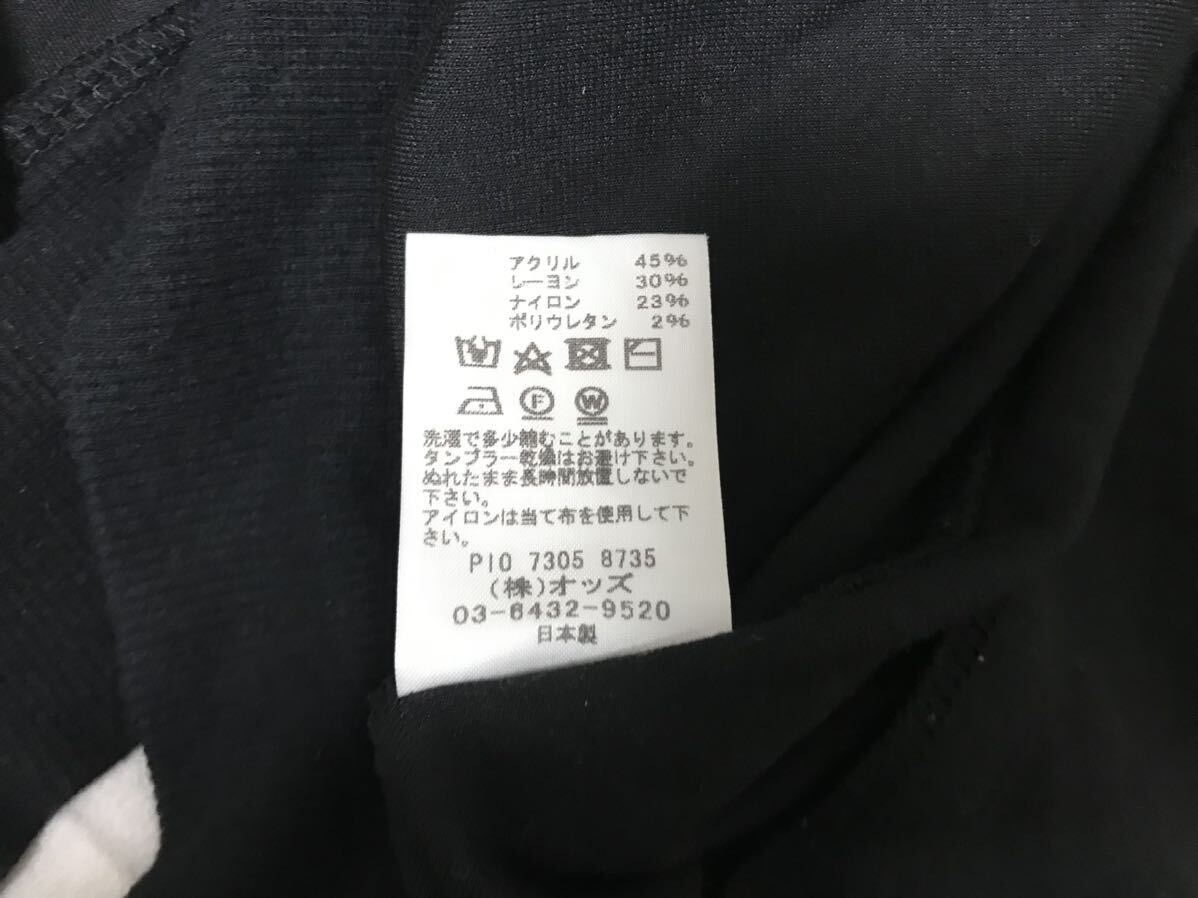 アクリル 45%
レーヨン 30%
ナイロン 23%
ポリウレタン 2%
F W
洗濯で多少縮むことがあります。
タンブラー乾燥はお避け下さい。
ぬれたまま長時間放置しないで
下さい。
アイロンは当て布を使用して下
さい。
P10 7305 8735
(株)オッズ
03-6432-9520
日本製